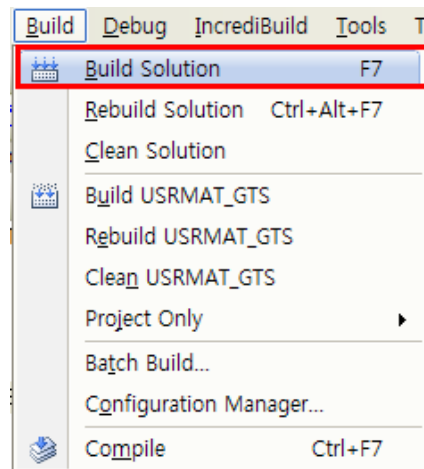 Build Debug IncrediBuild Tools T
Build Solution F7
Rebuild Solution Ctrl+Alt+F7
Clean Solution
Build USRMAT_GTS
Rebuild USRMAT_GTS
Clean USRMAT_GTS
Project Only
Batch Build...
Configuration Manager...
Compile Ctrl+F7